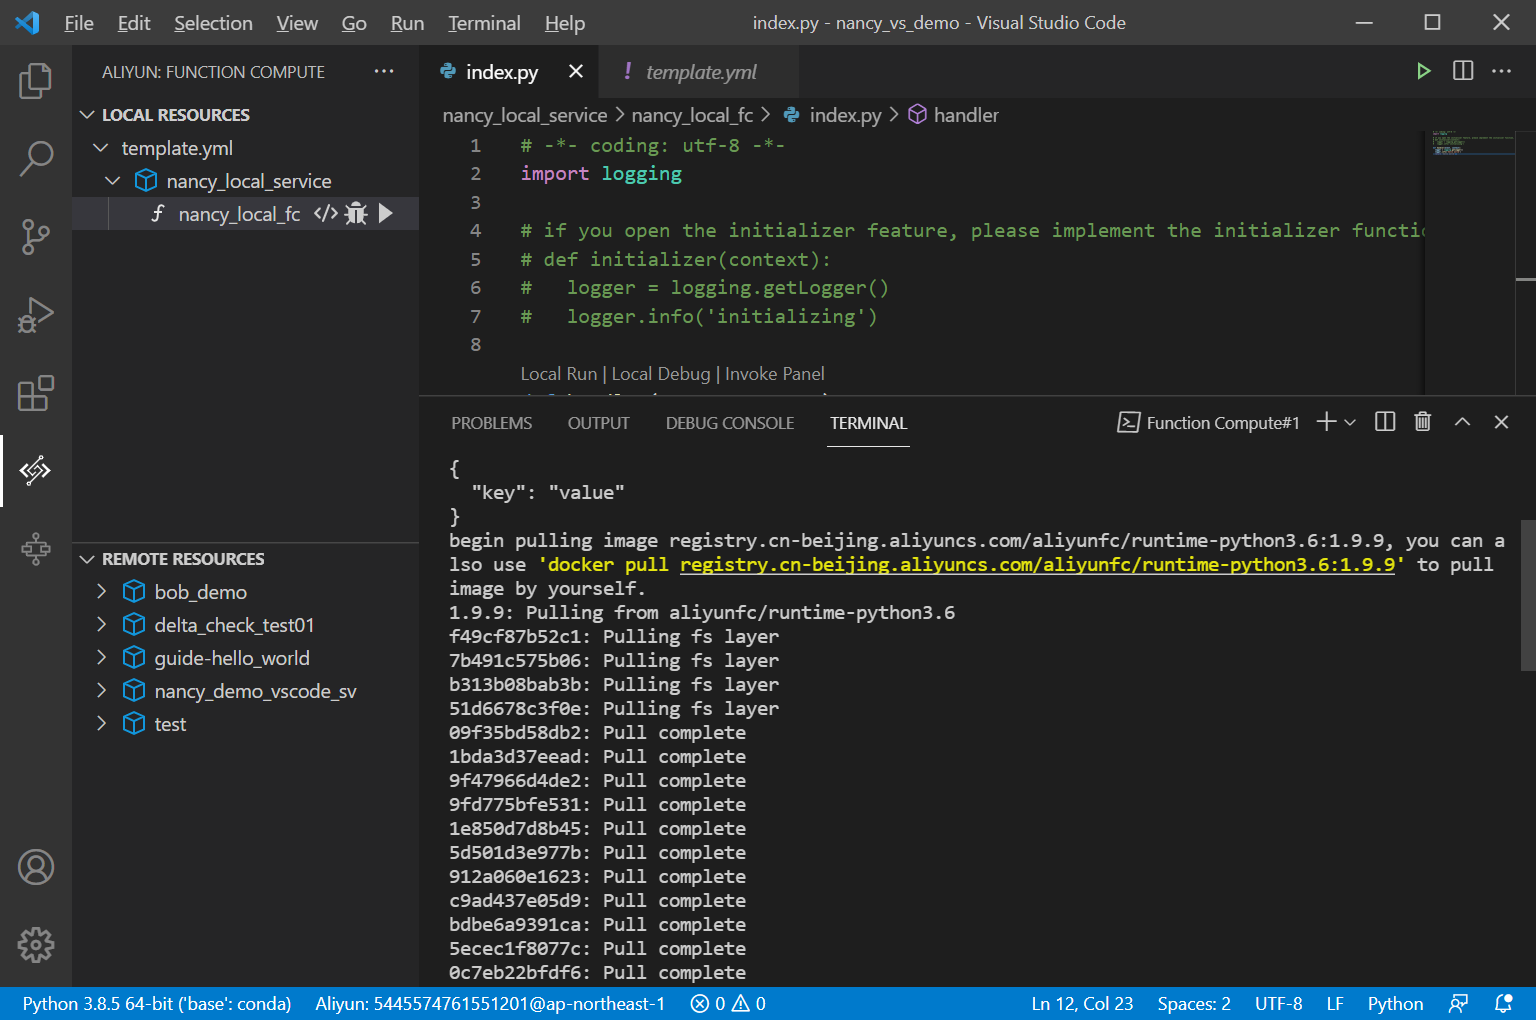 File Edit Selection View Go Run Terminal Help
index.py - nancy_vs_demo - Visual Studio Code
ALIYUN: FUNCTION COMPUTE
LOCAL RESOURCES
template.yml
nancy_local_service
nancy_local_fc
REMOTE RESOURCES
bob_demo
delta_check_test01
guide-hello_world
nancy_demo_vscode_sv
test
index.py
template.yml
nancy_local_service > nancy_local_fc > index.py > handler
1 # -*- coding: utf-8 -*-
2 import logging
3
4 # if you open the initializer feature, please implement the initializer functi
5 # def initializer(context):
6 #   logger = logging.getLogger()
7 #   logger.info('initializing')
8
Local Run | Local Debug | Invoke Panel
PROBLEMS OUTPUT DEBUG CONSOLE TERMINAL
Function Compute#1
{
  "key": "value"
}
begin pulling image registry.cn-beijing.aliyuncs.com/aliyunfc/runtime-python3.6:1.9.9, you can a
lso use 'docker pull registry.cn-beijing.aliyuncs.com/aliyunfc/runtime-python3.6:1.9.9' to pull
image by yourself.
1.9.9: Pulling from aliyunfc/runtime-python3.6
f49cf87b52c1: Pulling fs layer
7b491c575b06: Pulling fs layer
b313b08bab3b: Pulling fs layer
51d6678c3f0e: Pulling fs layer
09f35bd58db2: Pull complete
1bda3d37eead: Pull complete
9f47966d4de2: Pull complete
9fd775bfe531: Pull complete
1e850d7d8b45: Pull complete
5d501d3e977b: Pull complete
912a060e1623: Pull complete
c9ad437e05d9: Pull complete
bdbe6a9391ca: Pull complete
5ecec1f8077c: Pull complete
0c7eb22bfdf6: Pull complete
Python 3.8.5 64-bit ('base': conda) Aliyun: 5445574761551201@ap-northeast-1 0 0
Ln 12, Col 23 Spaces: 2 UTF-8 LF Python